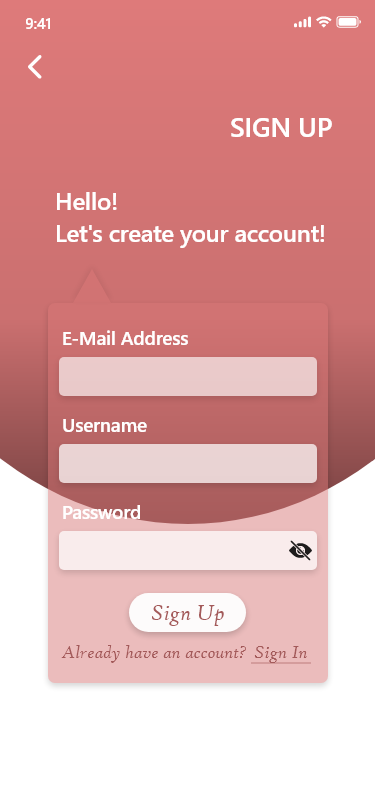 9:41
SIGN UP
Hello!
Let's create your account!
E-Mail Address
Username
Password
Sign Up
Already have an account? Sign In